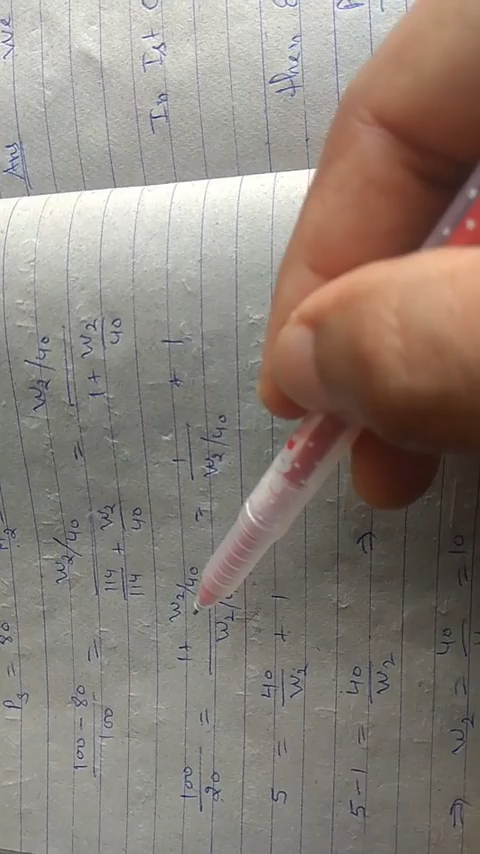 Ans We
In Ist
then
P_s = 80
(100 - 80)/100 = (w2/40)/(114/114 + w2/40) = (w2/40)/(1 + w2/40)
100/20 = (1 + w2/40)/(w2/4 = 1/(w2/40) + 1
5 = 40/w2 + 1
5 - 1 = 40/w2 ⇒
⇒ w2 = 40/ = 10